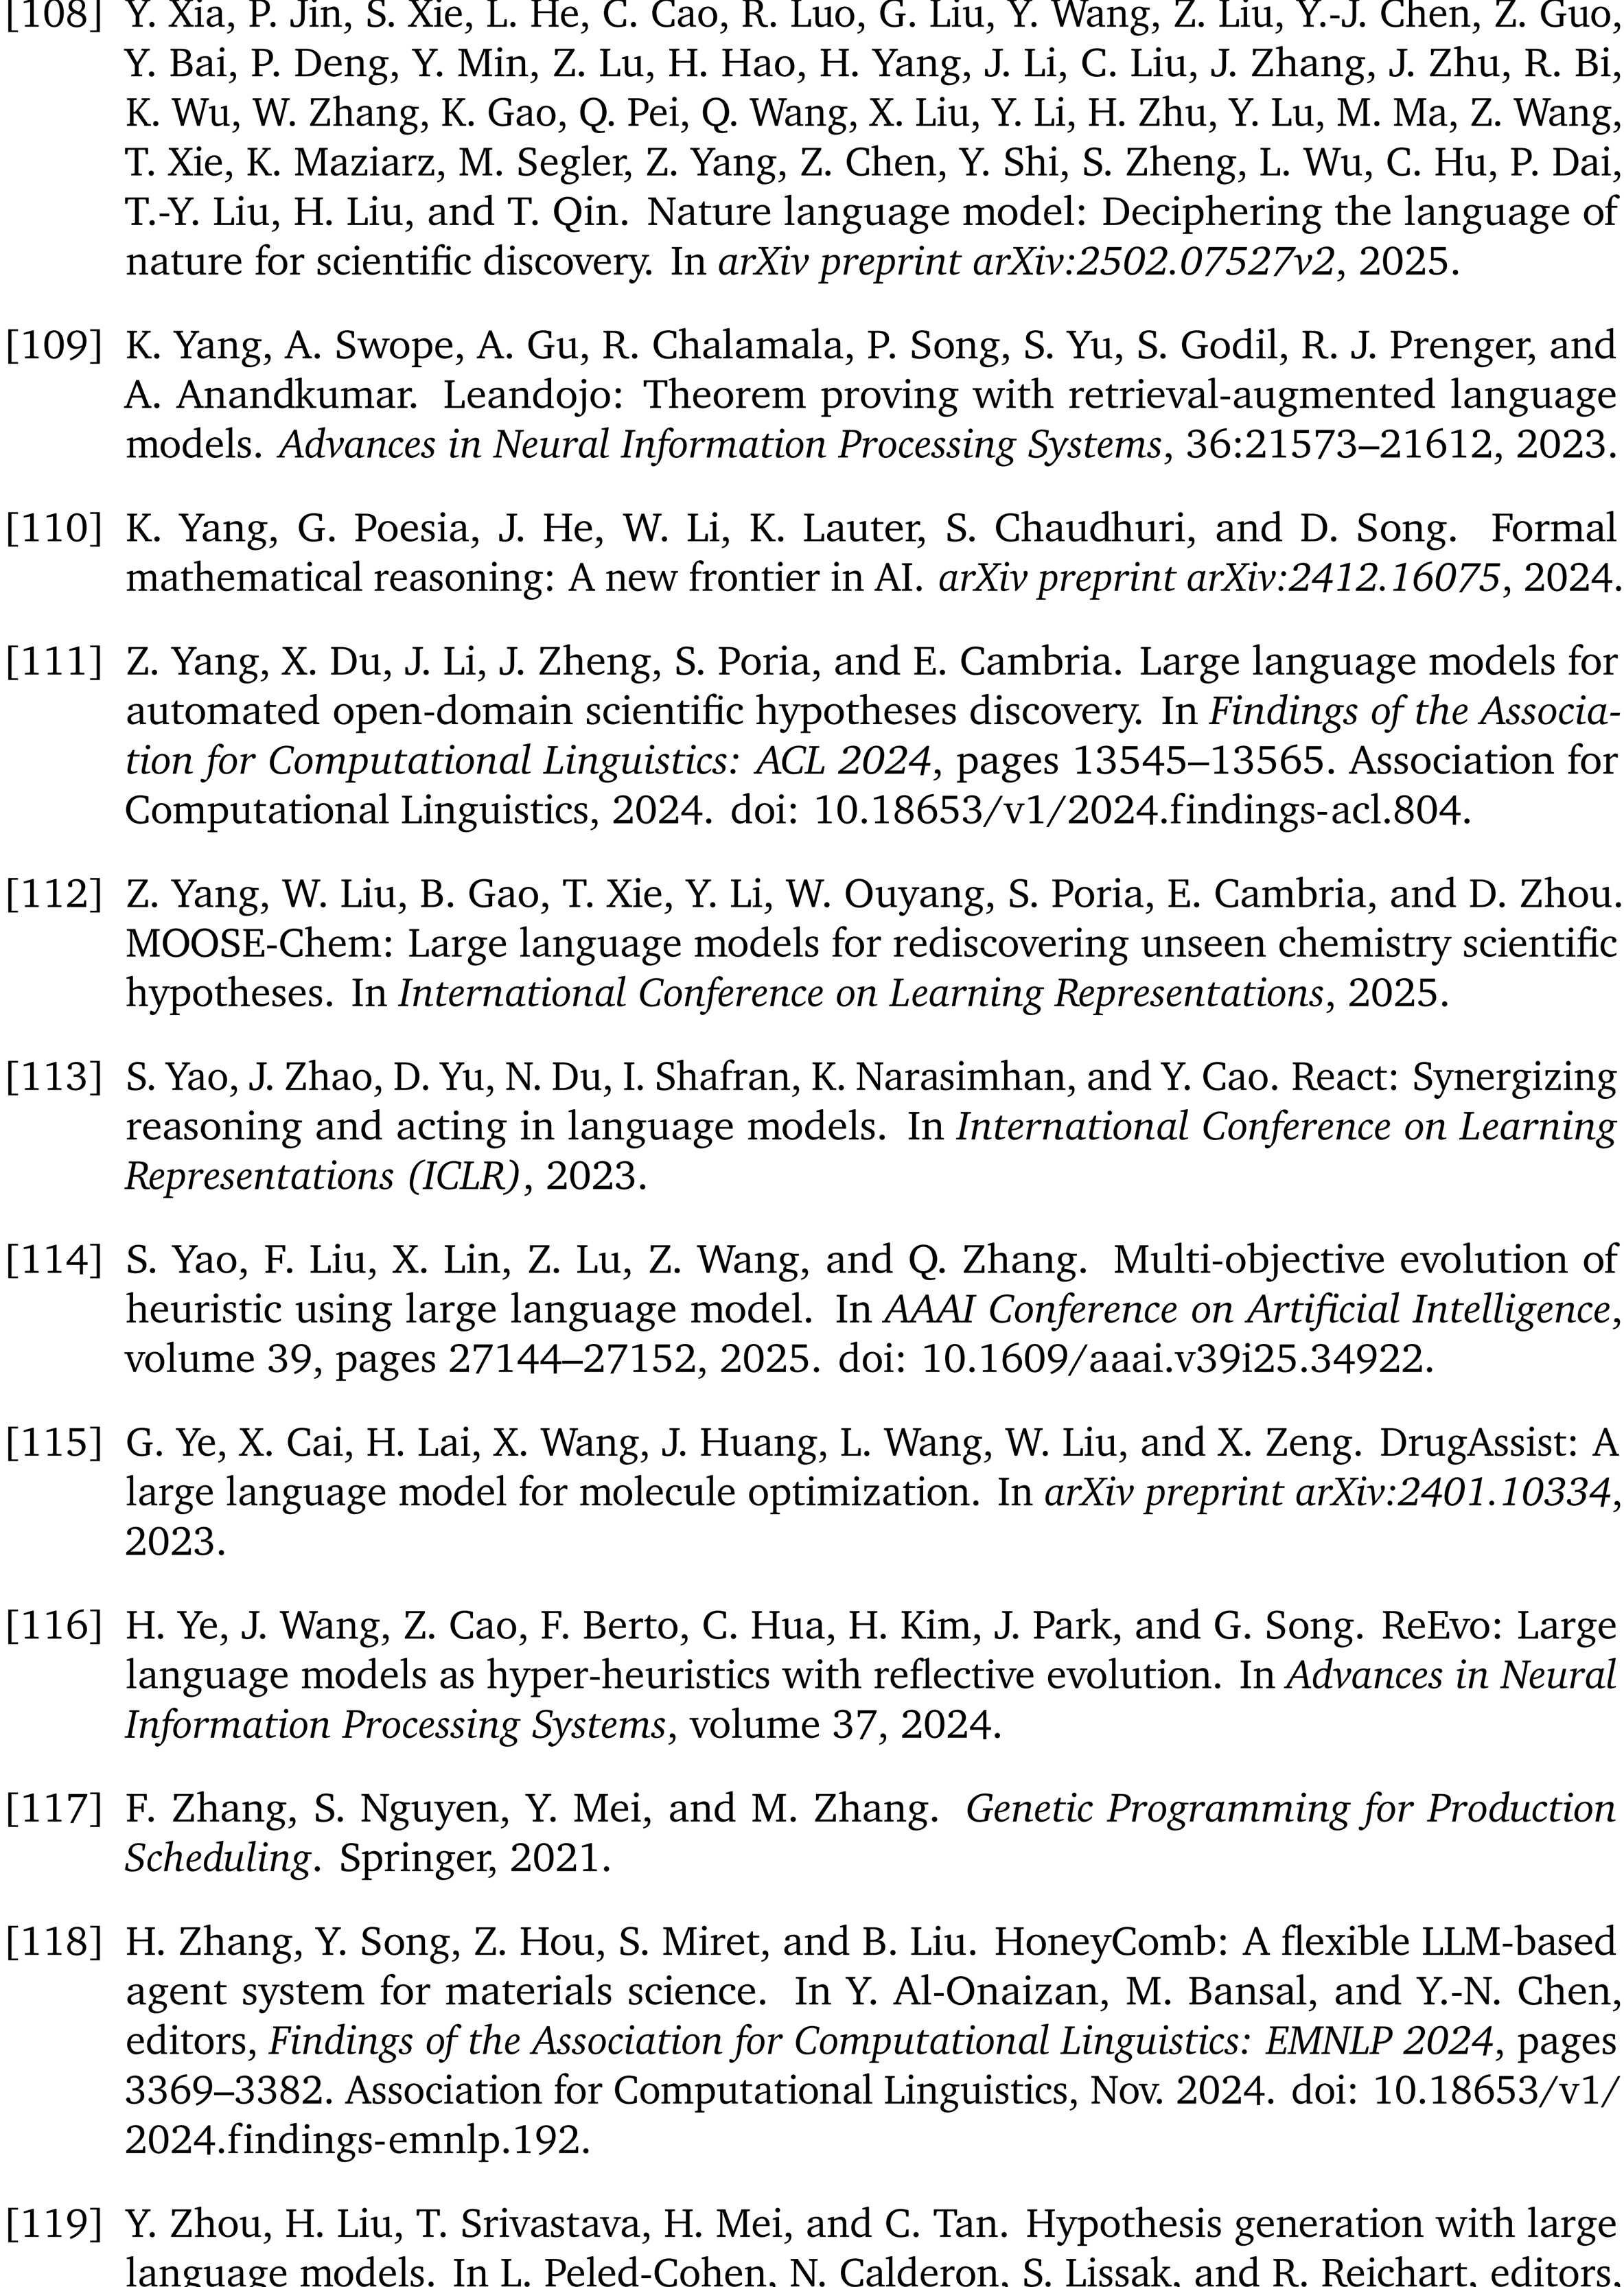 [108] Y. Xia, P. Jin, S. Xie, L. He, C. Cao, R. Luo, G. Liu, Y. Wang, Z. Liu, Y.-J. Chen, Z. Guo,
Y. Bai, P. Deng, Y. Min, Z. Lu, H. Hao, H. Yang, J. Li, C. Liu, J. Zhang, J. Zhu, R. Bi,
K. Wu, W. Zhang, K. Gao, Q. Pei, Q. Wang, X. Liu, Y. Li, H. Zhu, Y. Lu, M. Ma, Z. Wang,
T. Xie, K. Maziarz, M. Segler, Z. Yang, Z. Chen, Y. Shi, S. Zheng, L. Wu, C. Hu, P. Dai,
T.-Y. Liu, H. Liu, and T. Qin. Nature language model: Deciphering the language of
nature for scientific discovery. In arXiv preprint arXiv:2502.07527v2, 2025.
[109] K. Yang, A. Swope, A. Gu, R. Chalamala, P. Song, S. Yu, S. Godil, R. J. Prenger, and
A. Anandkumar. Leandojo: Theorem proving with retrieval-augmented language
models. Advances in Neural Information Processing Systems, 36:21573–21612, 2023.
[110] K. Yang, G. Poesia, J. He, W. Li, K. Lauter, S. Chaudhuri, and D. Song. Formal
mathematical reasoning: A new frontier in AI. arXiv preprint arXiv:2412.16075, 2024.
[111] Z. Yang, X. Du, J. Li, J. Zheng, S. Poria, and E. Cambria. Large language models for
automated open-domain scientific hypotheses discovery. In Findings of the Associa-
tion for Computational Linguistics: ACL 2024, pages 13545–13565. Association for
Computational Linguistics, 2024. doi: 10.18653/v1/2024.findings-acl.804.
[112] Z. Yang, W. Liu, B. Gao, T. Xie, Y. Li, W. Ouyang, S. Poria, E. Cambria, and D. Zhou.
MOOSE-Chem: Large language models for rediscovering unseen chemistry scientific
hypotheses. In International Conference on Learning Representations, 2025.
[113] S. Yao, J. Zhao, D. Yu, N. Du, I. Shafran, K. Narasimhan, and Y. Cao. React: Synergizing
reasoning and acting in language models. In International Conference on Learning
Representations (ICLR), 2023.
[114] S. Yao, F. Liu, X. Lin, Z. Lu, Z. Wang, and Q. Zhang. Multi-objective evolution of
heuristic using large language model. In AAAI Conference on Artificial Intelligence,
volume 39, pages 27144–27152, 2025. doi: 10.1609/aaai.v39i25.34922.
[115] G. Ye, X. Cai, H. Lai, X. Wang, J. Huang, L. Wang, W. Liu, and X. Zeng. DrugAssist: A
large language model for molecule optimization. In arXiv preprint arXiv:2401.10334,
2023.
[116] H. Ye, J. Wang, Z. Cao, F. Berto, C. Hua, H. Kim, J. Park, and G. Song. ReEvo: Large
language models as hyper-heuristics with reflective evolution. In Advances in Neural
Information Processing Systems, volume 37, 2024.
[117] F. Zhang, S. Nguyen, Y. Mei, and M. Zhang. Genetic Programming for Production
Scheduling. Springer, 2021.
[118] H. Zhang, Y. Song, Z. Hou, S. Miret, and B. Liu. HoneyComb: A flexible LLM-based
agent system for materials science. In Y. Al-Onaizan, M. Bansal, and Y.-N. Chen,
editors, Findings of the Association for Computational Linguistics: EMNLP 2024, pages
3369–3382. Association for Computational Linguistics, Nov. 2024. doi: 10.18653/v1/
2024.findings-emnlp.192.
[119] Y. Zhou, H. Liu, T. Srivastava, H. Mei, and C. Tan. Hypothesis generation with large
language models. In L. Peled-Cohen, N. Calderon, S. Lissak, and R. Reichart, editors,